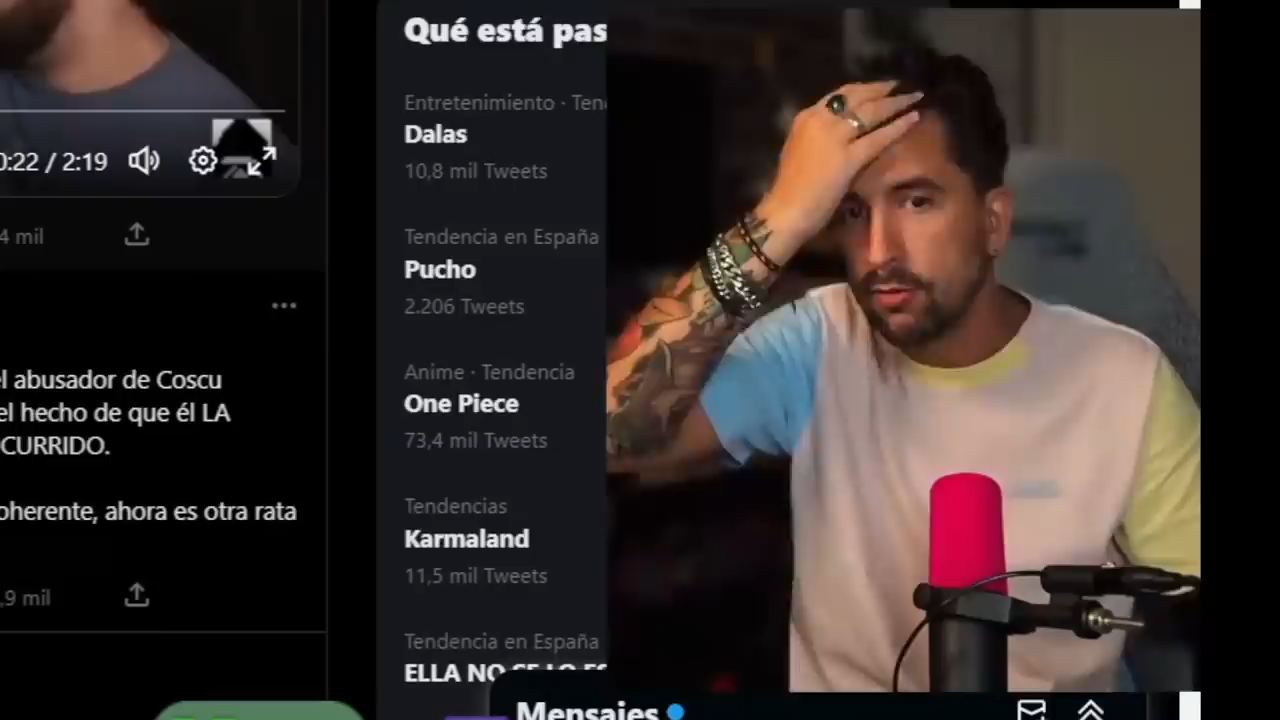 0:22 / 2:19
4 mil
el abusador de Coscu
el hecho de que él LA
CURRIDO.
oherente, ahora es otra rata
,9 mil
Qué está pas
Entretenimiento · Ten
Dalas
10,8 mil Tweets
Tendencia en España
Pucho
2.206 Tweets
Anime · Tendencia
One Piece
73,4 mil Tweets
Tendencias
Karmaland
11,5 mil Tweets
Tendencia en España
ELLA NO SE LO ES
Mensajes